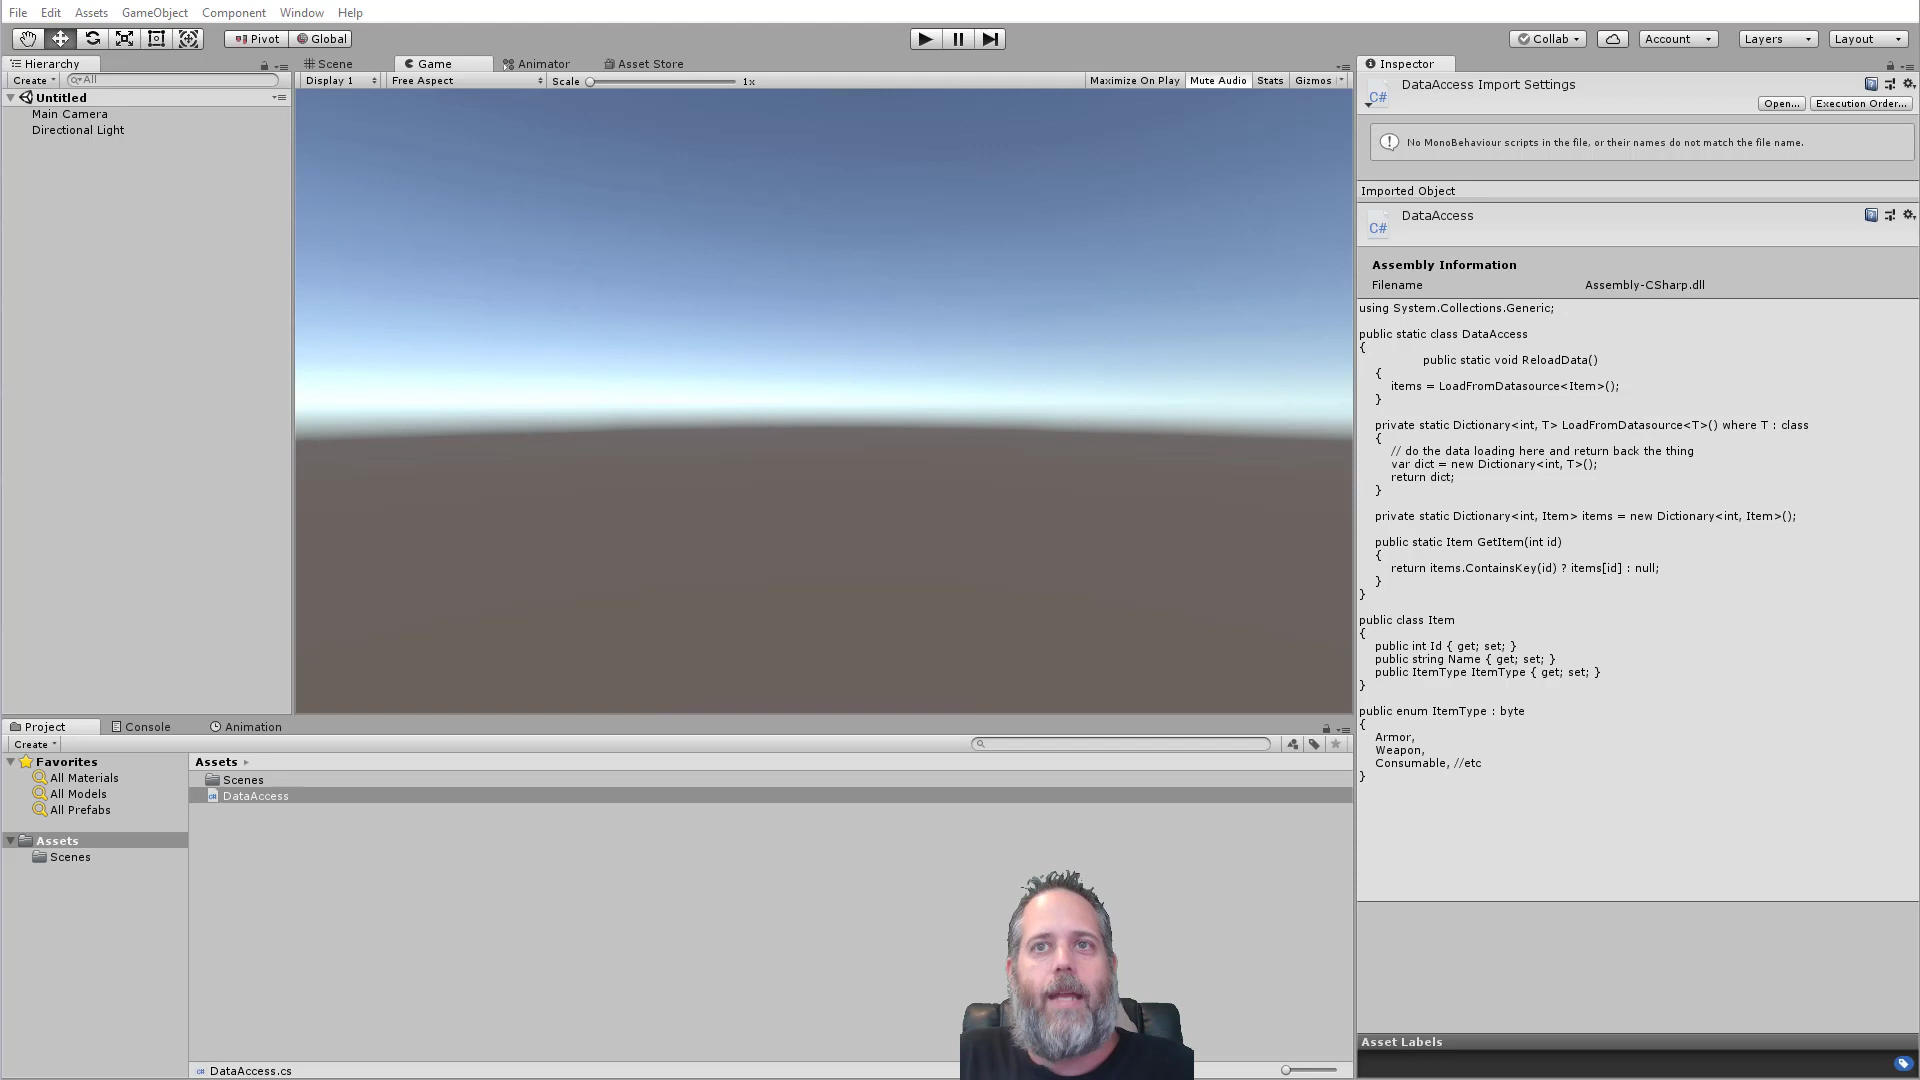 File Edit Assets GameObject Component Window Help
Pivot Global
Collab Account Layers Layout
Hierarchy
Create All
Untitled
Main Camera
Directional Light
Scene Game Animator Asset Store
Display 1 Free Aspect Scale 1x Maximize On Play Mute Audio Stats Gizmos
Inspector
C#
DataAccess Import Settings
Open... Execution Order...
No MonoBehaviour scripts in the file, or their names do not match the file name.
Imported Object
C#
DataAccess
Assembly Information
Filename Assembly-CSharp.dll
using System.Collections.Generic;
public static class DataAccess
{
public static void ReloadData()
{
items = LoadFromDatasource<Item>();
}
private static Dictionary<int, T> LoadFromDatasource<T>() where T : class
{
// do the data loading here and return back the thing
var dict = new Dictionary<int, T>();
return dict;
}
private static Dictionary<int, Item> items = new Dictionary<int, Item>();
public static Item GetItem(int id)
{
return items.ContainsKey(id) ? items[id] : null;
}
}
public class Item
{
public int Id { get; set; }
public string Name { get; set; }
public ItemType ItemType { get; set; }
}
public enum ItemType : byte
{
Armor,
Weapon,
Consumable, //etc
}
Asset Labels
Project Console Animation
Create
Favorites
All Materials
All Models
All Prefabs
Assets
Scenes
Assets
Scenes
DataAccess
DataAccess.cs